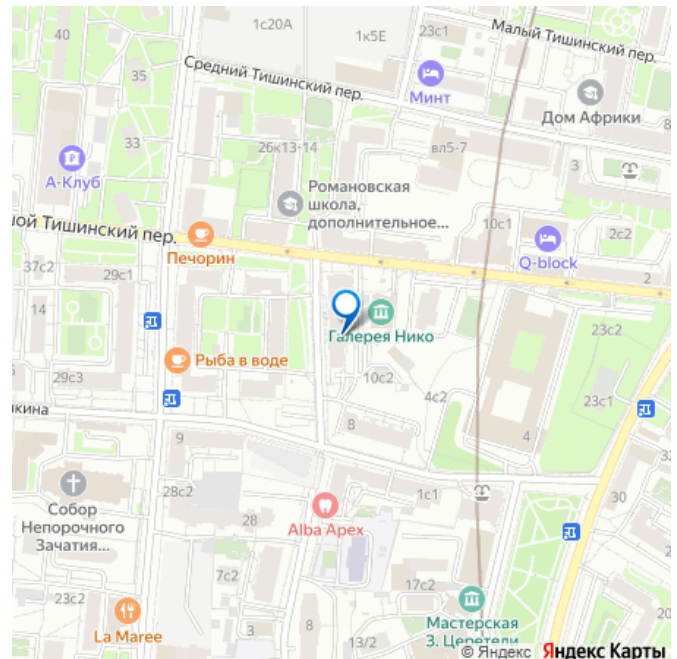 40
1с20А
1к5Е
23с1
Малый Тишинский пер.
35
Средний Тишинский пер.
Минт
Дом Африки
8
33
А-Клуб
26к13-14
вл5-7
3
Романовская
школа,
дополнительное...
ой Тишинский пер.
Печорин
10с1
Q-block
2с2
37с2
29с1
2
14
Галерея Нико
23с2
Рыба в воде
29с3
10с2
4с2
23с1
кина
8
9
4
Собор
Непорочного
Зачатия...
28с2
28
1с1
30
Alba Apex
7с2
17с2
23с2
La Maree
3
8
13/2
Мастерская
З. Церетели
© Яндекс Яндекс Карты